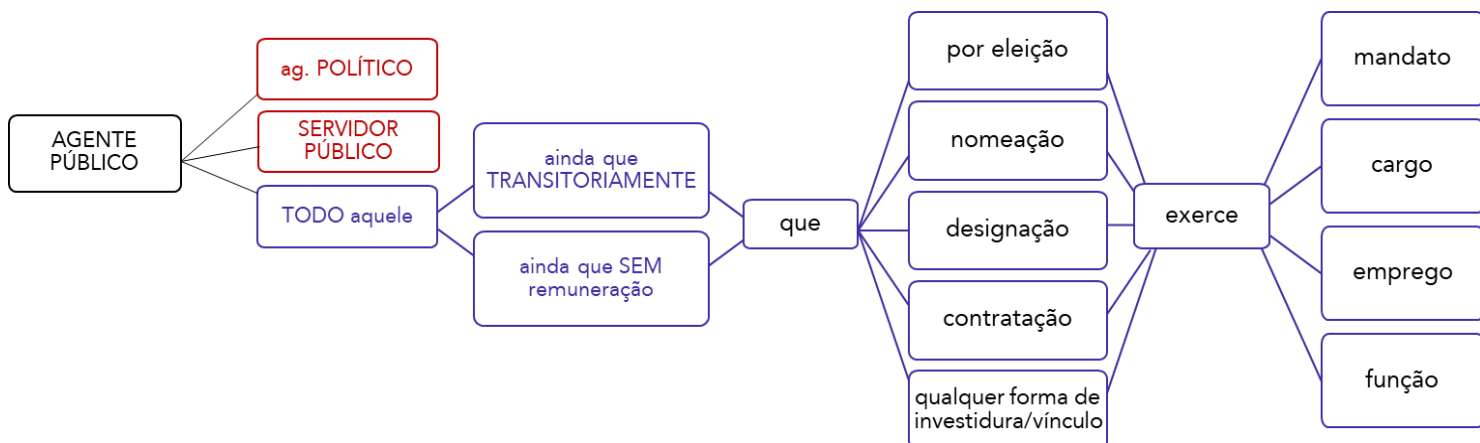 AGENTE
PÚBLICO
ag. POLÍTICO
SERVIDOR
PÚBLICO
TODO aquele
ainda que
TRANSITORIAMENTE
ainda que SEM
remuneração
que
por eleição
nomeação
designação
contratação
qualquer forma de
investidura/vínculo
exerce
mandato
cargo
emprego
função